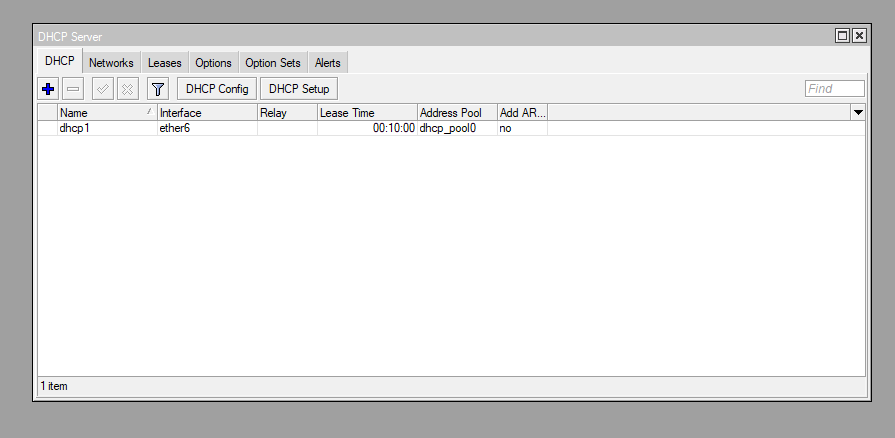 DHCP Server
DHCP Networks Leases Options Option Sets Alerts
DHCP Config DHCP Setup Find
Name Interface Relay Lease Time Address Pool Add AR...
dhcp1 ether6 00:10:00 dhcp_pool0 no
1 item